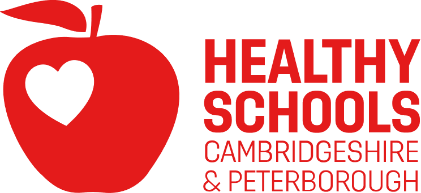 HEALTHY
SCHOOLS
CAMBRIDGESHIRE
& PETERBOROUGH